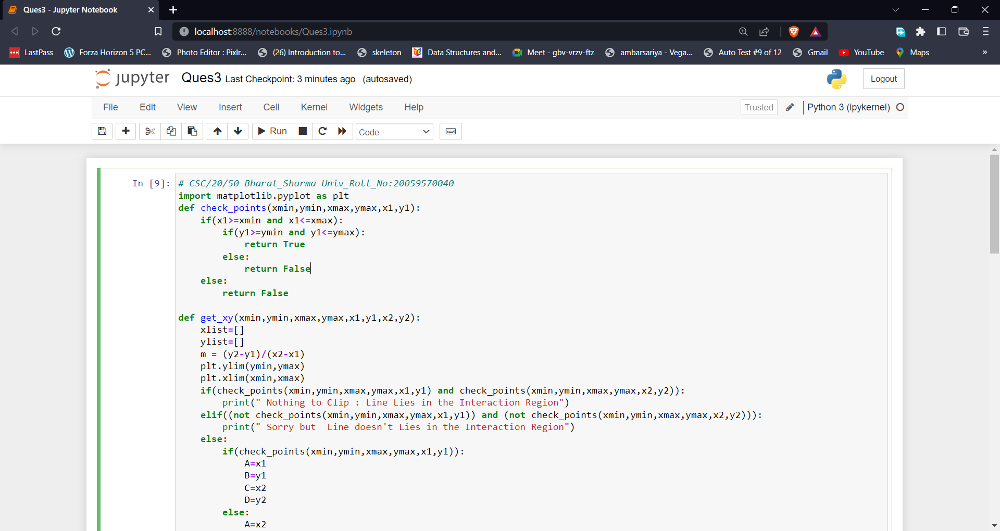 Ques3 - Jupyter Notebook
localhost:8888/notebooks/Ques3.ipynb
LastPass Forza Horizon 5 PC... Photo Editor : Pixlr... (26) Introduction to... skeleton Data Structures and... Meet - gbv-vrzv-ftz ambarsariya - Vega... Auto Test #9 of 12 Gmail YouTube Maps »
jupyter Ques3 Last Checkpoint: 3 minutes ago (autosaved) Logout
File Edit View Insert Cell Kernel Widgets Help Trusted Python 3 (ipykernel)
Run Code
In [9]: # CSC/20/50 Bharat_Sharma Univ_Roll_No:20059570040
import matplotlib.pyplot as plt
def check_points(xmin,ymin,xmax,ymax,x1,y1):
    if(x1>=xmin and x1<=xmax):
        if(y1>=ymin and y1<=ymax):
            return True
        else:
            return False
    else:
        return False
def get_xy(xmin,ymin,xmax,ymax,x1,y1,x2,y2):
    xlist=[]
    ylist=[]
    m = (y2-y1)/(x2-x1)
    plt.ylim(ymin,ymax)
    plt.xlim(xmin,xmax)
    if(check_points(xmin,ymin,xmax,ymax,x1,y1) and check_points(xmin,ymin,xmax,ymax,x2,y2)):
        print(" Nothing to Clip : Line Lies in the Interaction Region")
    elif((not check_points(xmin,ymin,xmax,ymax,x1,y1)) and (not check_points(xmin,ymin,xmax,ymax,x2,y2))):
        print(" Sorry but  Line doesn't Lies in the Interaction Region")
    else:
        if(check_points(xmin,ymin,xmax,ymax,x1,y1)):
            A=x1
            B=y1
            C=x2
            D=y2
        else:
            A=x2